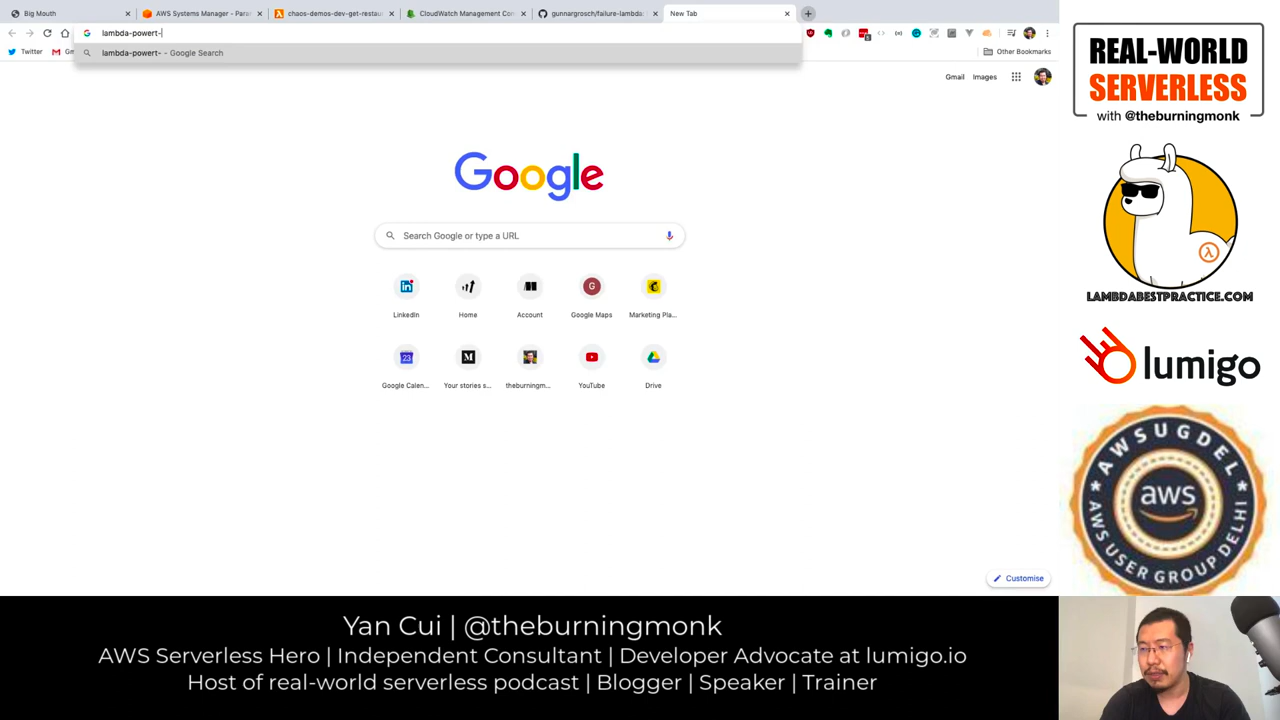 Big Mouth
AWS Systems Manager - Para
chaos-demos-dev-get-restau
CloudWatch Management Con
gunnargrosch/failure-lambda:
New Tab
lambda-powert-
lambda-powert- - Google Search
Twitter
Gm
Other Bookmarks
Gmail
Images
Google
Search Google or type a URL
LinkedIn
Home
Account
G
Google Maps
Marketing Pla...
23
Google Calen...
Your stories s...
theburningm...
YouTube
Drive
Customise
REAL-WORLD
SERVERLESS
with @theburningmonk
λ
LAMBDABESTPRACTICE.COM
lumigo
AWSUGDEL
aws
AWS USER GROUP DELHI
Yan Cui | @theburningmonk
AWS Serverless Hero | Independent Consultant | Developer Advocate at lumigo.io
Host of real-world serverless podcast | Blogger | Speaker | Trainer